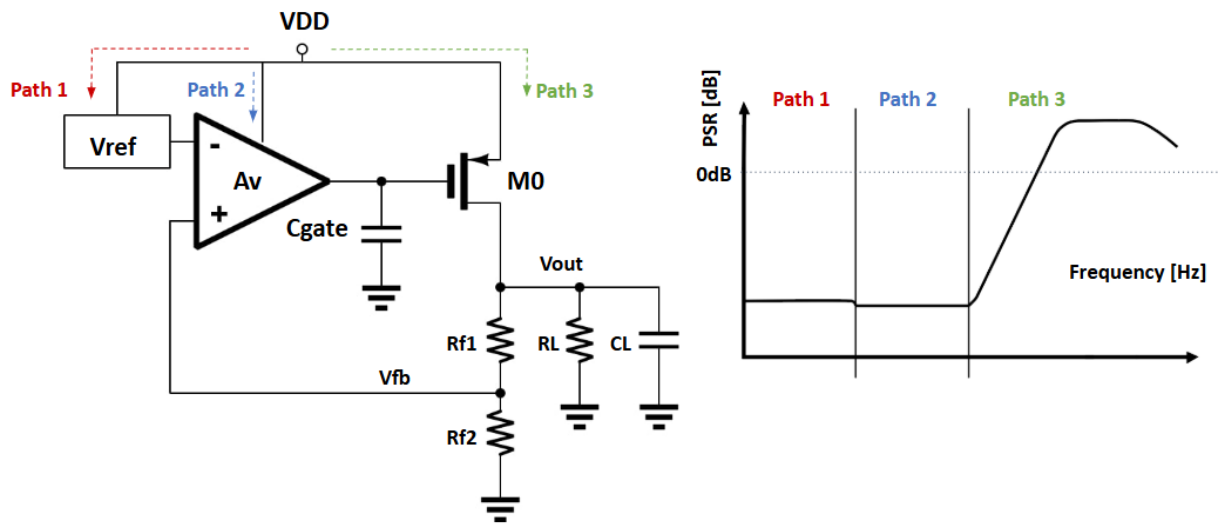 VDD
Path 1
Path 2
Path 3
Vref
-
Av
+
M0
Cgate
Vout
Rf1
RL
CL
Vfb
Rf2
PSR [dB]
Path 1
Path 2
Path 3
0dB
Frequency [Hz]